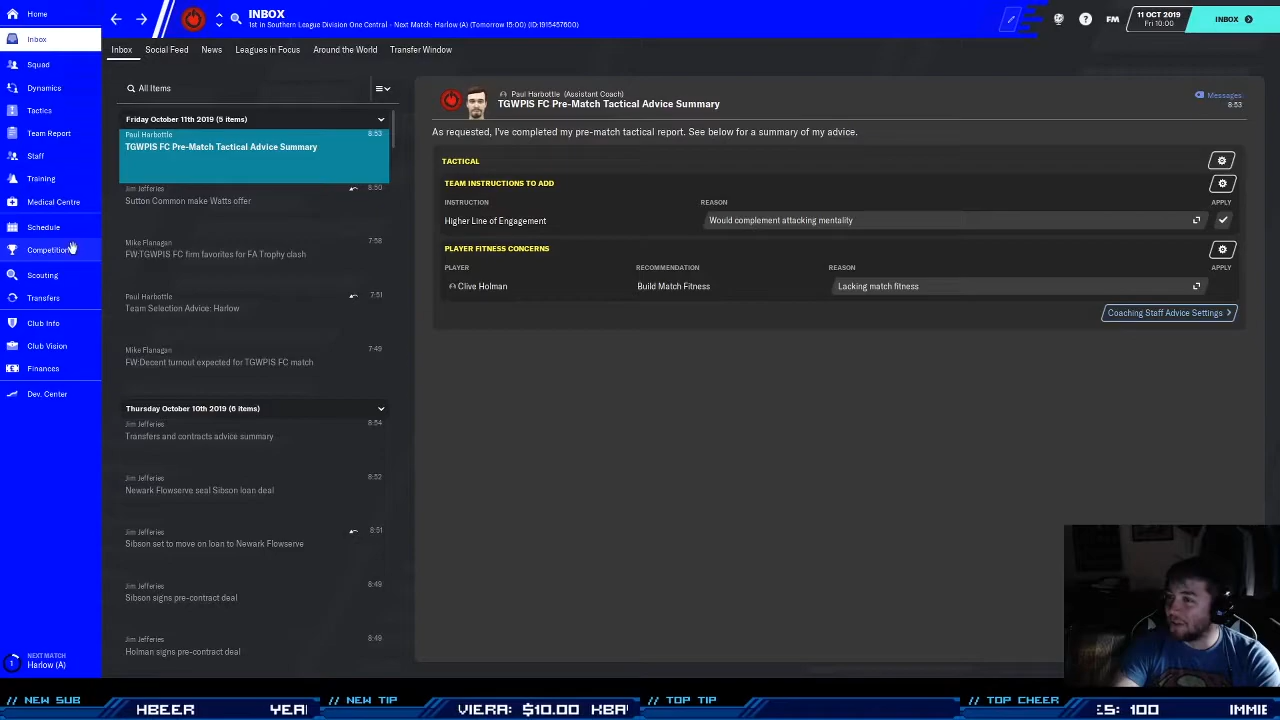 Home
INBOX
1st in Southern League Division One Central - Next Match: Harlow (A) (Tomorrow 15:00) (ID:1915457600)
FM
11 OCT 2019
Fri 10:00
INBOX
Inbox
Squad
Dynamics
Tactics
Team Report
Staff
Training
Medical Centre
Schedule
Competition
Scouting
Transfers
Club Info
Club Vision
Finances
Dev. Center
NEXT MATCH
1 Harlow (A)
Inbox Social Feed News Leagues in Focus Around the World Transfer Window
All Items
Friday October 11th 2019 (5 items)
Paul Harbottle 8:53
TGWPIS FC Pre-Match Tactical Advice Summary
Jim Jefferies 8:50
Sutton Common make Watts offer
Mike Flanagan 7:58
FW:TGWPIS FC firm favorites for FA Trophy clash
Paul Harbottle 7:51
Team Selection Advice: Harlow
Mike Flanagan 7:49
FW:Decent turnout expected for TGWPIS FC match
Thursday October 10th 2019 (6 items)
Jim Jefferies 8:54
Transfers and contracts advice summary
Jim Jefferies 8:52
Newark Flowserve seal Sibson loan deal
Jim Jefferies 8:51
Sibson set to move on loan to Newark Flowserve
Jim Jefferies 8:49
Sibson signs pre-contract deal
Jim Jefferies 8:49
Holman signs pre-contract deal
Paul Harbottle (Assistant Coach)
TGWPIS FC Pre-Match Tactical Advice Summary
Messages
8:53
As requested, I've completed my pre-match tactical report. See below for a summary of my advice.
TACTICAL
TEAM INSTRUCTIONS TO ADD
INSTRUCTION REASON APPLY
Higher Line of Engagement Would complement attacking mentality
PLAYER FITNESS CONCERNS
PLAYER RECOMMENDATION REASON APPLY
Clive Holman Build Match Fitness Lacking match fitness
Coaching Staff Advice Settings
// NEW SUB // NEW TIP // TOP TIP // TOP CHEER
HBEER YEA VIERA: $10.00 KBA S: 100 IMMIE